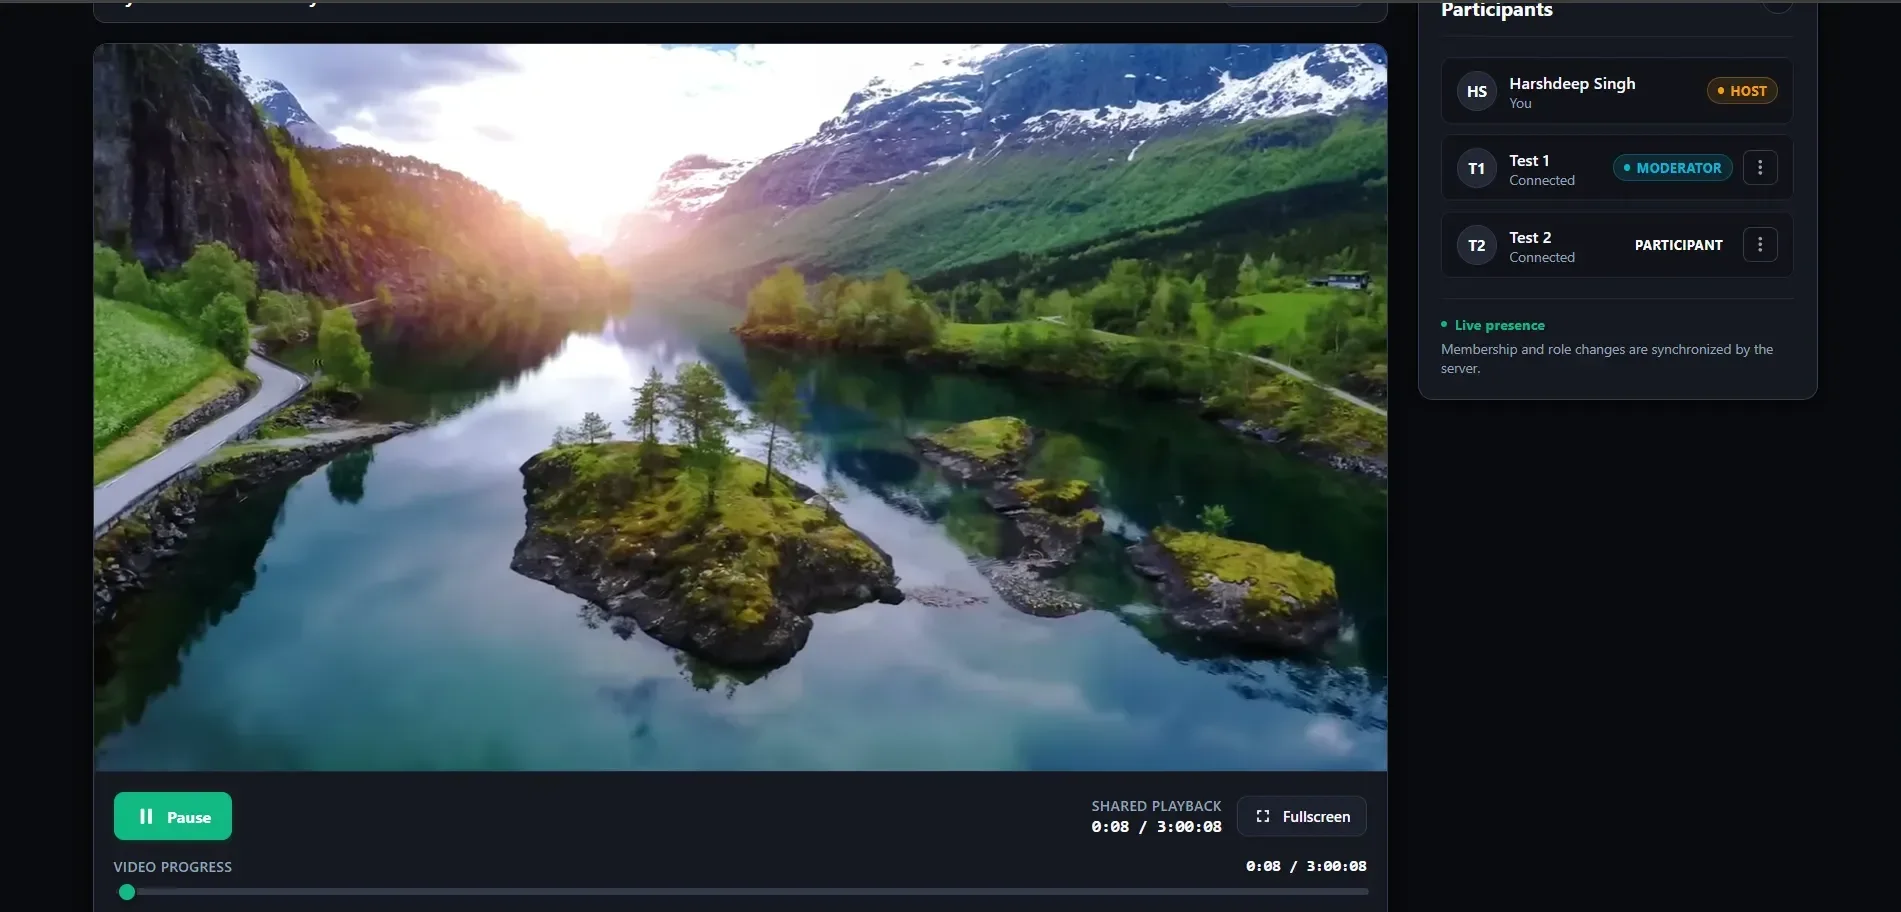 Participants
HS
Harshdeep Singh
You
HOST
T1
Test 1
Connected
MODERATOR
T2
Test 2
Connected
PARTICIPANT
Live presence
Membership and role changes are synchronized by the
server.
Pause
SHARED PLAYBACK
0:08 / 3:00:08
Fullscreen
VIDEO PROGRESS
0:08 / 3:00:08